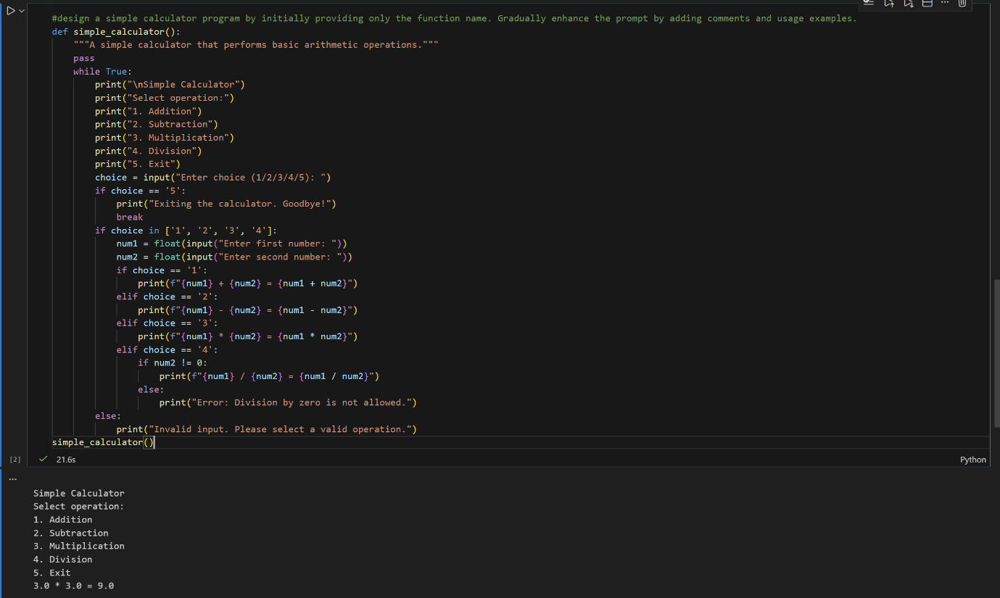 #design a simple calculator program by initially providing only the function name. Gradually enhance the prompt by adding comments and usage examples.
def simple_calculator():
    """A simple calculator that performs basic arithmetic operations."""
    pass
    while True:
        print("\nSimple Calculator")
        print("Select operation:")
        print("1. Addition")
        print("2. Subtraction")
        print("3. Multiplication")
        print("4. Division")
        print("5. Exit")
        choice = input("Enter choice (1/2/3/4/5): ")
        if choice == '5':
            print("Exiting the calculator. Goodbye!")
            break
        if choice in ['1', '2', '3', '4']:
            num1 = float(input("Enter first number: "))
            num2 = float(input("Enter second number: "))
            if choice == '1':
                print(f"{num1} + {num2} = {num1 + num2}")
            elif choice == '2':
                print(f"{num1} - {num2} = {num1 - num2}")
            elif choice == '3':
                print(f"{num1} * {num2} = {num1 * num2}")
            elif choice == '4':
                if num2 != 0:
                    print(f"{num1} / {num2} = {num1 / num2}")
                else:
                    print("Error: Division by zero is not allowed.")
        else:
            print("Invalid input. Please select a valid operation.")
simple_calculator()
[2] 21.6s Python
...
Simple Calculator
Select operation:
1. Addition
2. Subtraction
3. Multiplication
4. Division
5. Exit
3.0 * 3.0 = 9.0